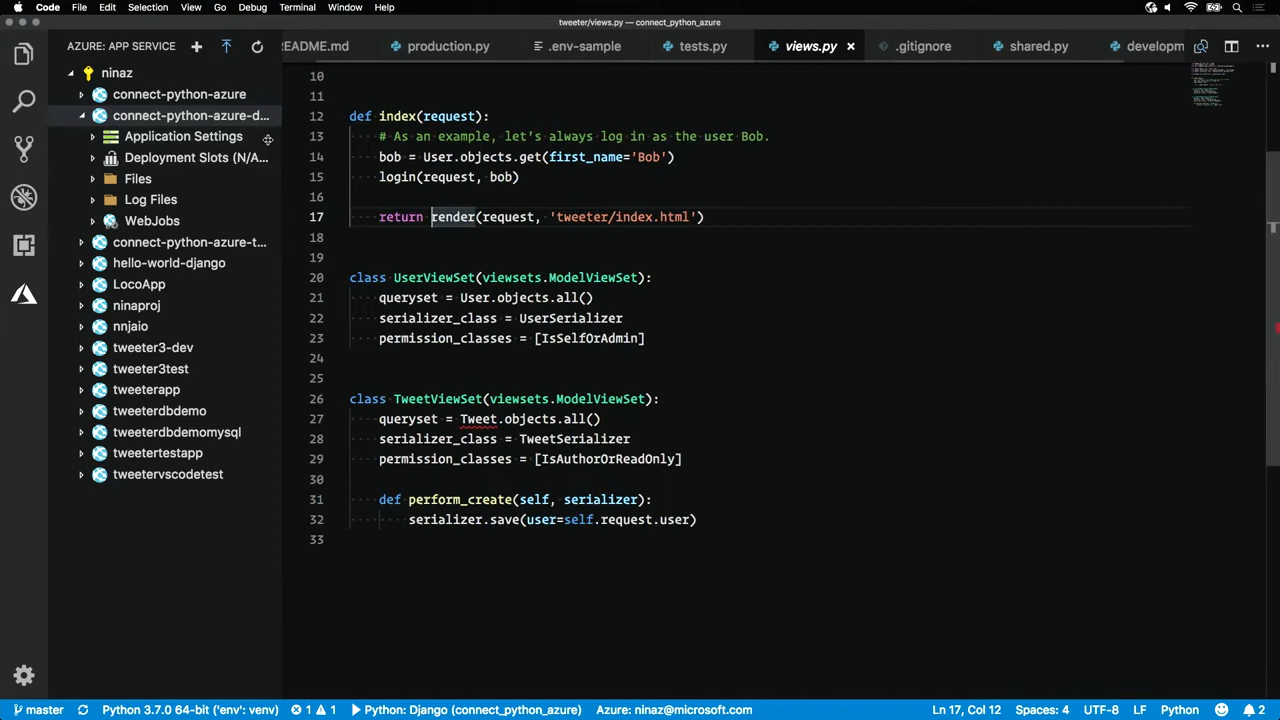 Code File Edit Selection View Go Debug Terminal Window Help
tweeter/views.py — connect_python_azure
AZURE: APP SERVICE
README.md production.py .env-sample tests.py views.py .gitignore shared.py developm
ninaz
connect-python-azure
connect-python-azure-d...
Application Settings
Deployment Slots (N/A...
Files
Log Files
WebJobs
connect-python-azure-t...
hello-world-django
LocoApp
ninaproj
nnjaio
tweeter3-dev
tweeter3test
tweeterapp
tweeterdbdemo
tweeterdbdemomysql
tweetertestapp
tweetervscodetest
10
11
12 def index(request):
13 # As an example, let's always log in as the user Bob.
14 bob = User.objects.get(first_name='Bob')
15 login(request, bob)
16
17 return render(request, 'tweeter/index.html')
18
19
20 class UserViewSet(viewsets.ModelViewSet):
21 queryset = User.objects.all()
22 serializer_class = UserSerializer
23 permission_classes = [IsSelfOrAdmin]
24
25
26 class TweetViewSet(viewsets.ModelViewSet):
27 queryset = Tweet.objects.all()
28 serializer_class = TweetSerializer
29 permission_classes = [IsAuthorOrReadOnly]
30
31 def perform_create(self, serializer):
32 serializer.save(user=self.request.user)
33
master Python 3.7.0 64-bit ('env': venv) 1 1 Python: Django (connect_python_azure) Azure: ninaz@microsoft.com Ln 17, Col 12 Spaces: 4 UTF-8 LF Python 2